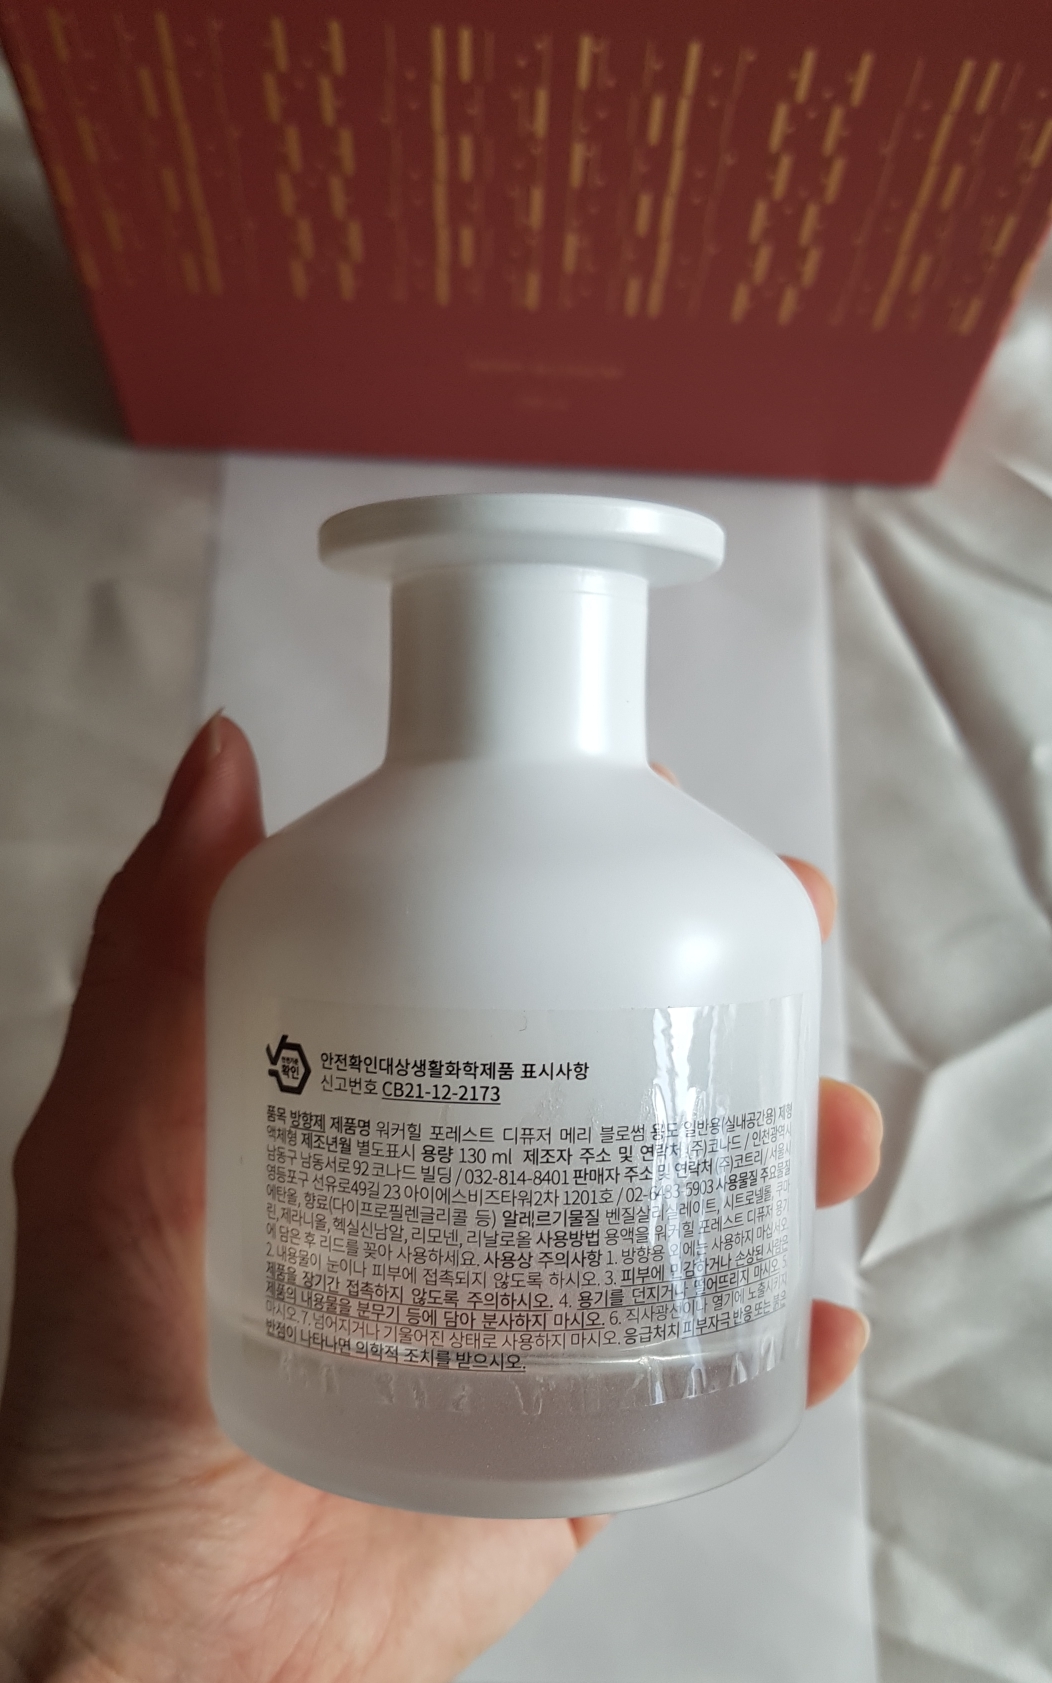 안전기준
확인
안전확인대상생활화학제품 표시사항
신고번호 CB21-12-2173
품목 방향제 제품명 워커힐 포레스트 디퓨저 메리 블로썸 용도 일반용(실내공간용) 제형
액체형 제조년월 별도표시 용량 130 ml 제조자 주소 및 연락처 (주)코나드 / 인천광역시
남동구 남동서로 92 코나드 빌딩 / 032-814-8401 판매자 주소 및 연락처 (주)코트리/서울시
영등포구 선유로49길 23 아이에스비즈타워2차 1201호 / 02-6433-5903 사용물질 주요물질
에탄올, 향료(다이프로필렌글리콜 등) 알레르기물질 벤질살리실레이트, 시트로넬롤, 쿠마
린, 제라니올, 헥실신남알, 리모넨, 리날로올 사용방법 용액을 워커힐 포레스트 디퓨저 용기
에 담은 후 리드를 꽂아 사용하세요. 사용상 주의사항 1. 방향용 외에는 사용하지 마십시오.
2. 내용물이 눈이나 피부에 접촉되지 않도록 하시오. 3. 피부에 민감하거나 손상된 사람은
제품을 장기간 접촉하지 않도록 주의하시오. 4. 용기를 던지거나 떨어뜨리지 마시오. 5.
제품의 내용물을 분무기 등에 담아 분사하지 마시오. 6. 직사광선이나 열기에 노출시키지
마시오. 7. 넘어지거나 기울어진 상태로 사용하지 마시오. 응급처치 피부자극 반응 또는 붉은
반점이 나타나면 의학적 조치를 받으시오.